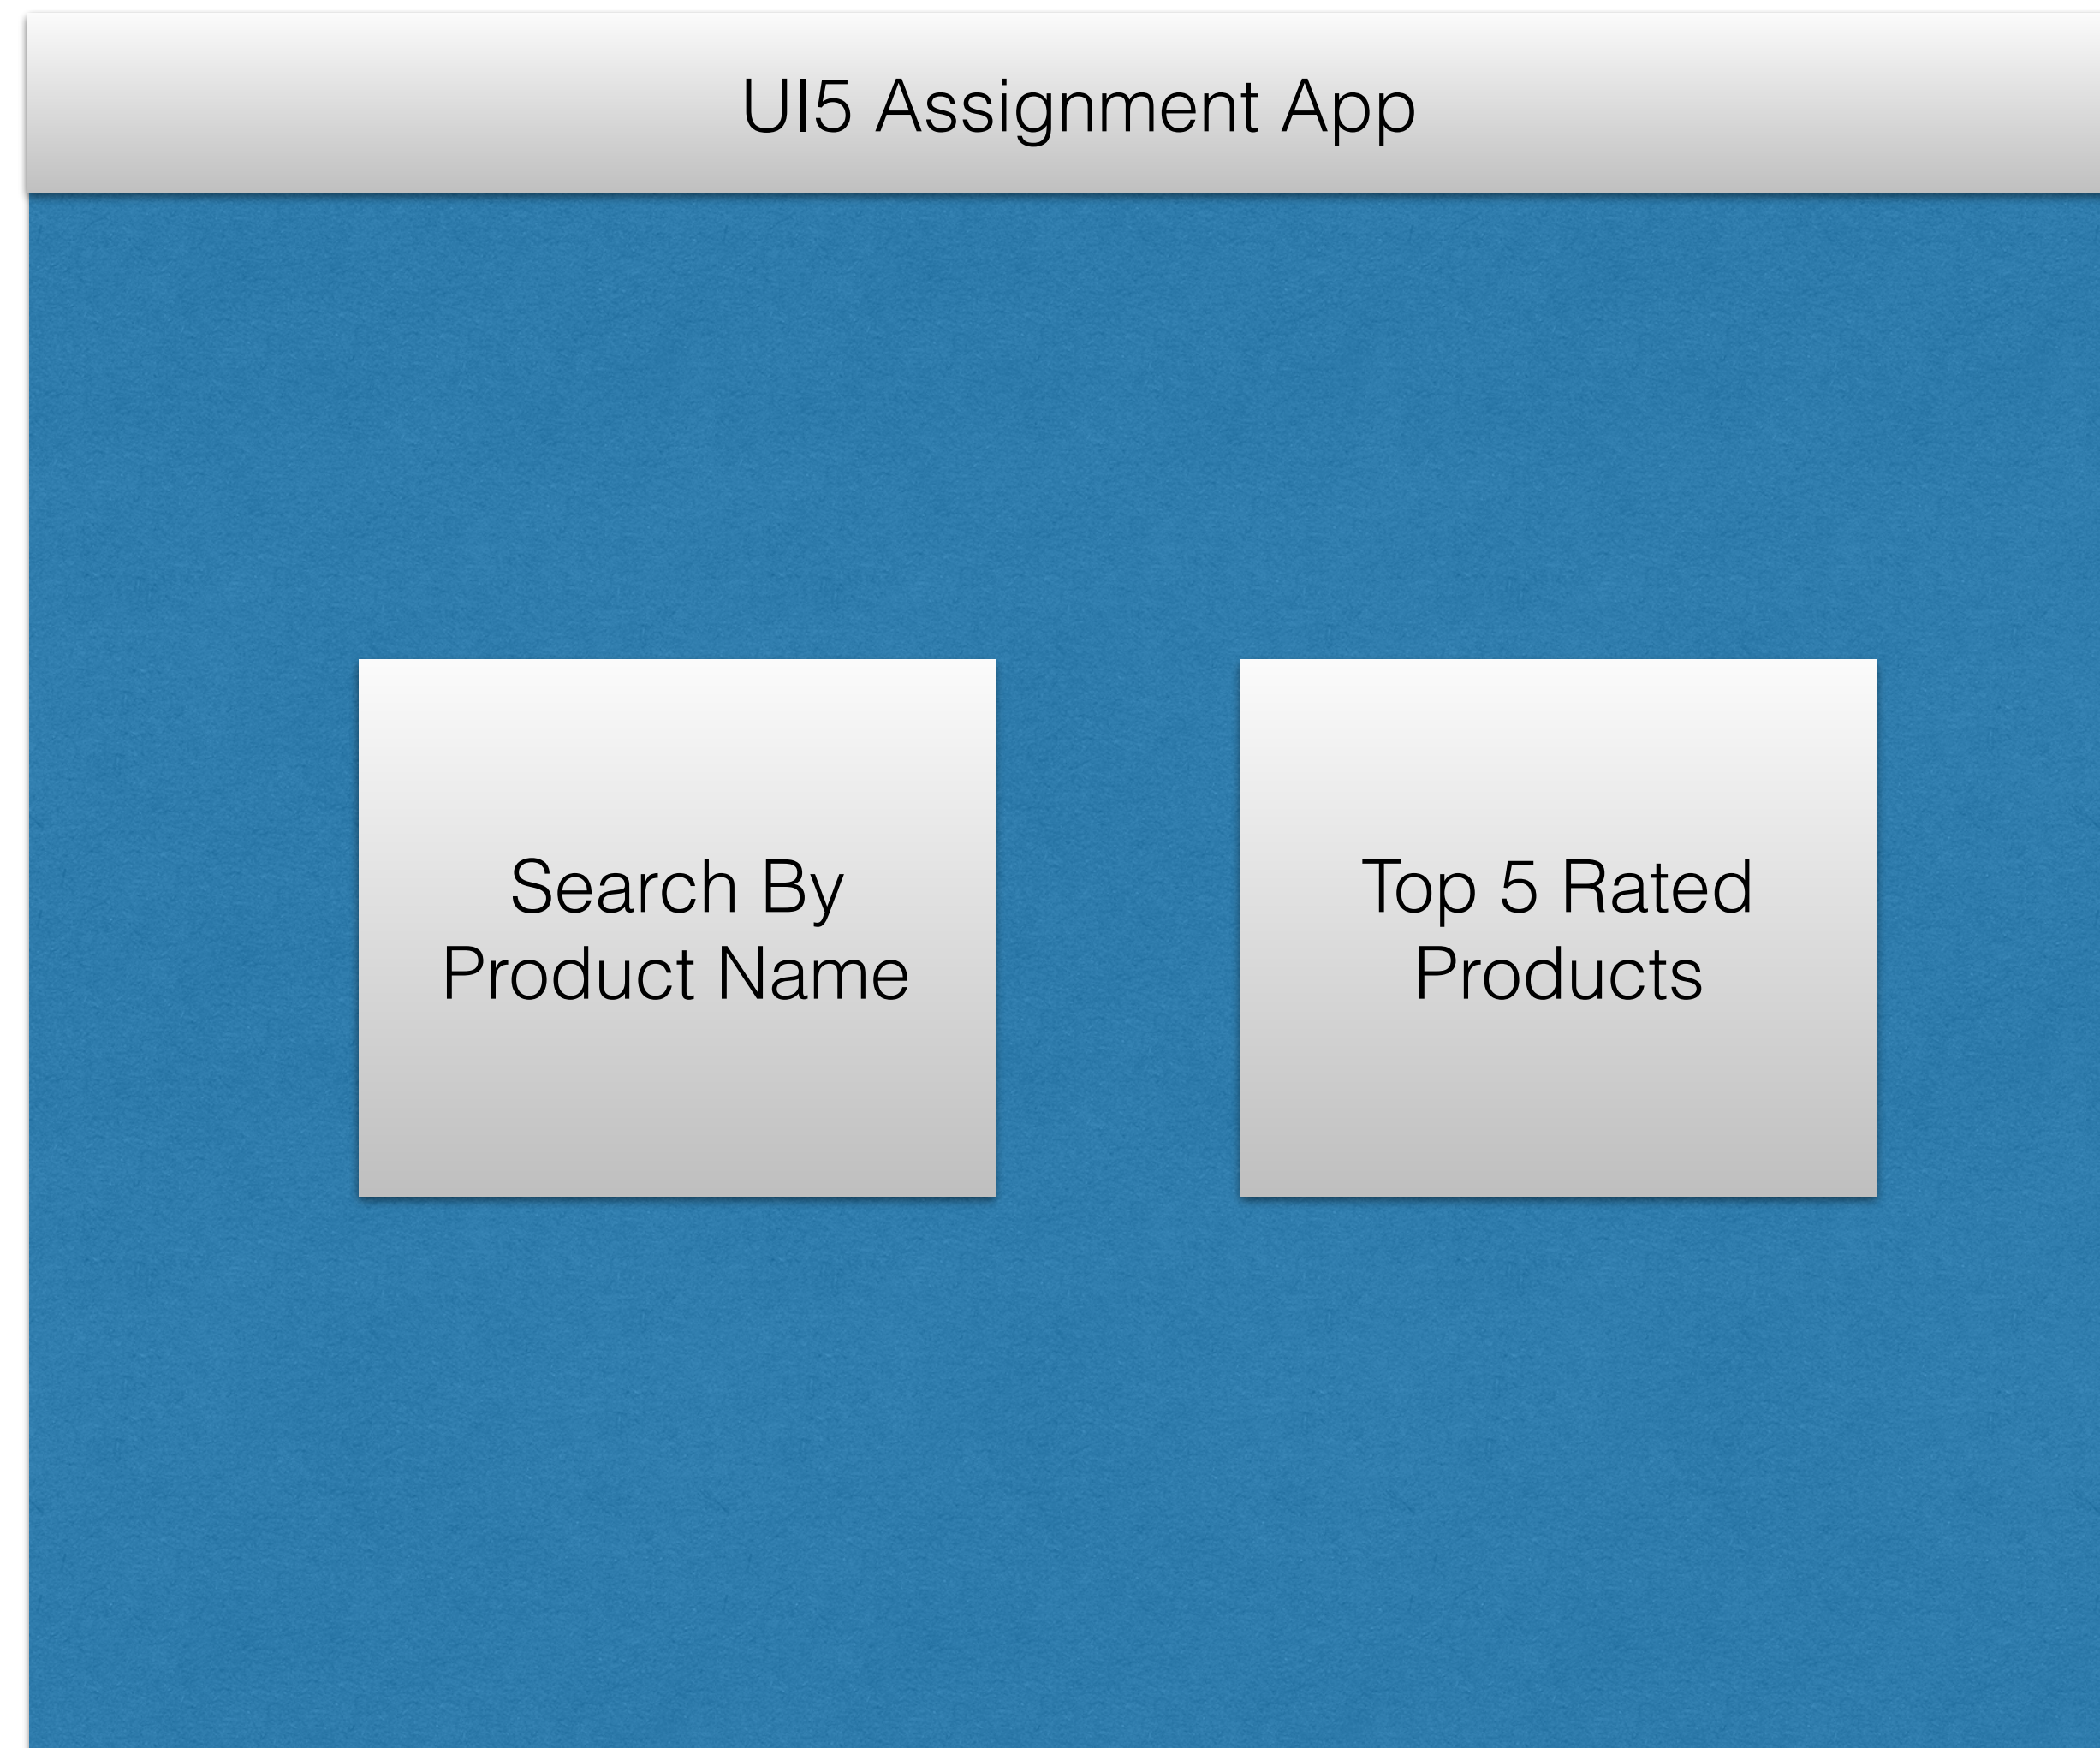 UI5 Assignment App
Search By
Product Name
Top 5 Rated
Products